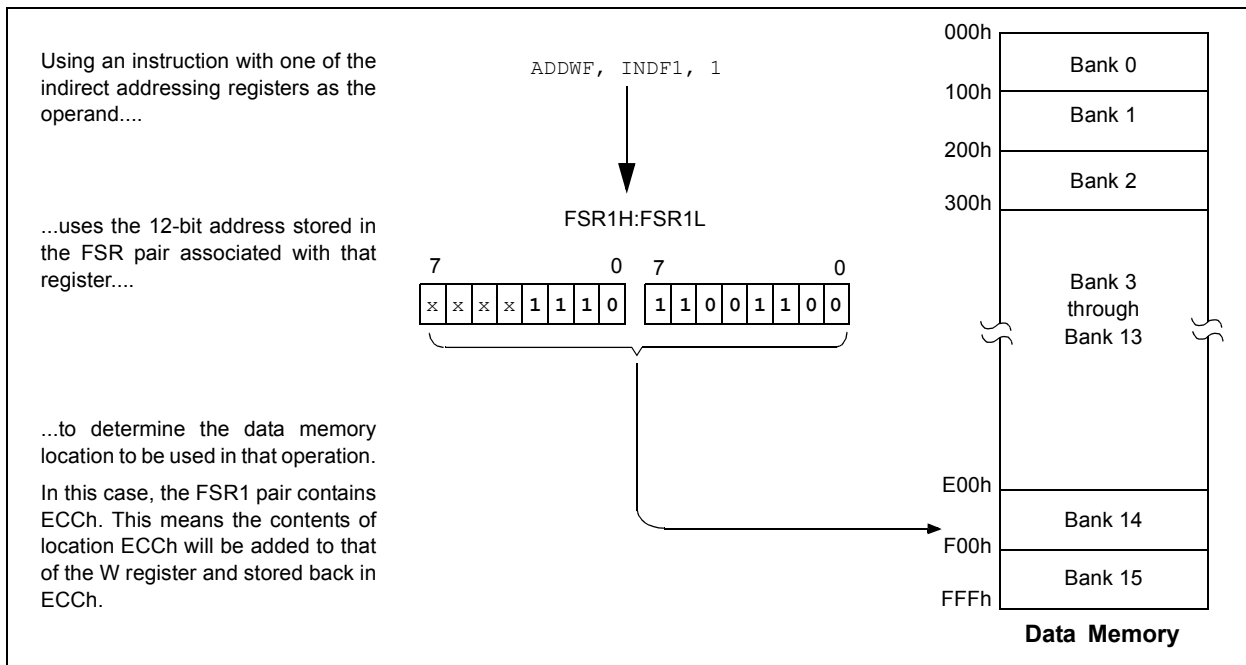 Using an instruction with one of the
indirect addressing registers as the
operand....
...uses the 12-bit address stored in
the FSR pair associated with that
register....
...to determine the data memory
location to be used in that operation.
In this case, the FSR1 pair contains
ECCh. This means the contents of
location ECCh will be added to that
of the W register and stored back in
ECCh.
ADDWF, INDF1, 1
FSR1H:FSR1L
7 0 7 0
x x x x 1 1 1 0 1 1 0 0 1 1 0 0
000h
Bank 0
100h
Bank 1
200h
Bank 2
300h
Bank 3
through
Bank 13
E00h
Bank 14
F00h
Bank 15
FFFh
Data Memory